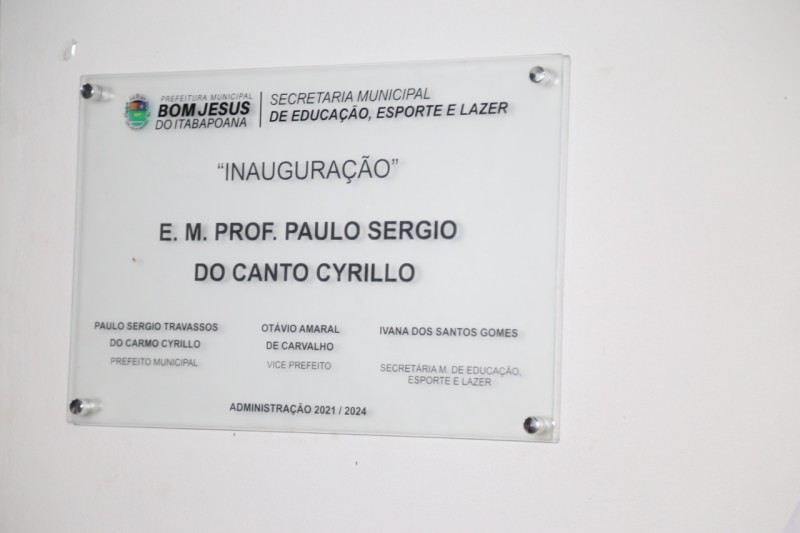 PREFEITURA MUNICIPAL
BOM JESUS
DO ITABAPOANA
SECRETARIA MUNICIPAL
DE EDUCAÇÃO, ESPORTE E LAZER
“INAUGURAÇÃO”
E. M. PROF. PAULO SERGIO
DO CANTO CYRILLO
PAULO SERGIO TRAVASSOS
DO CARMO CYRILLO
PREFEITO MUNICIPAL
OTÁVIO AMARAL
DE CARVALHO
VICE PREFEITO
IVANA DOS SANTOS GOMES
SECRETÁRIA M. DE EDUCAÇÃO,
ESPORTE E LAZER
ADMINISTRAÇÃO 2021 / 2024